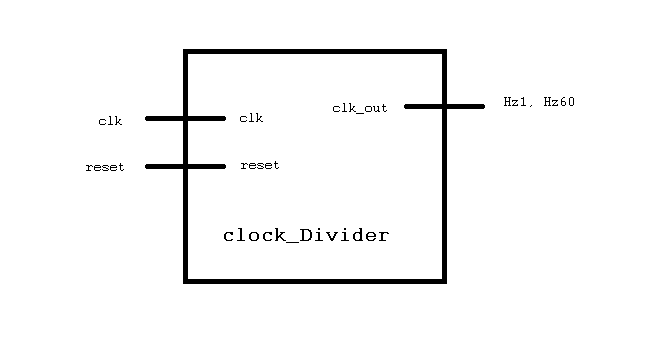 clk
clk
clk_out
Hz1, Hz60
reset
reset
clock_Divider